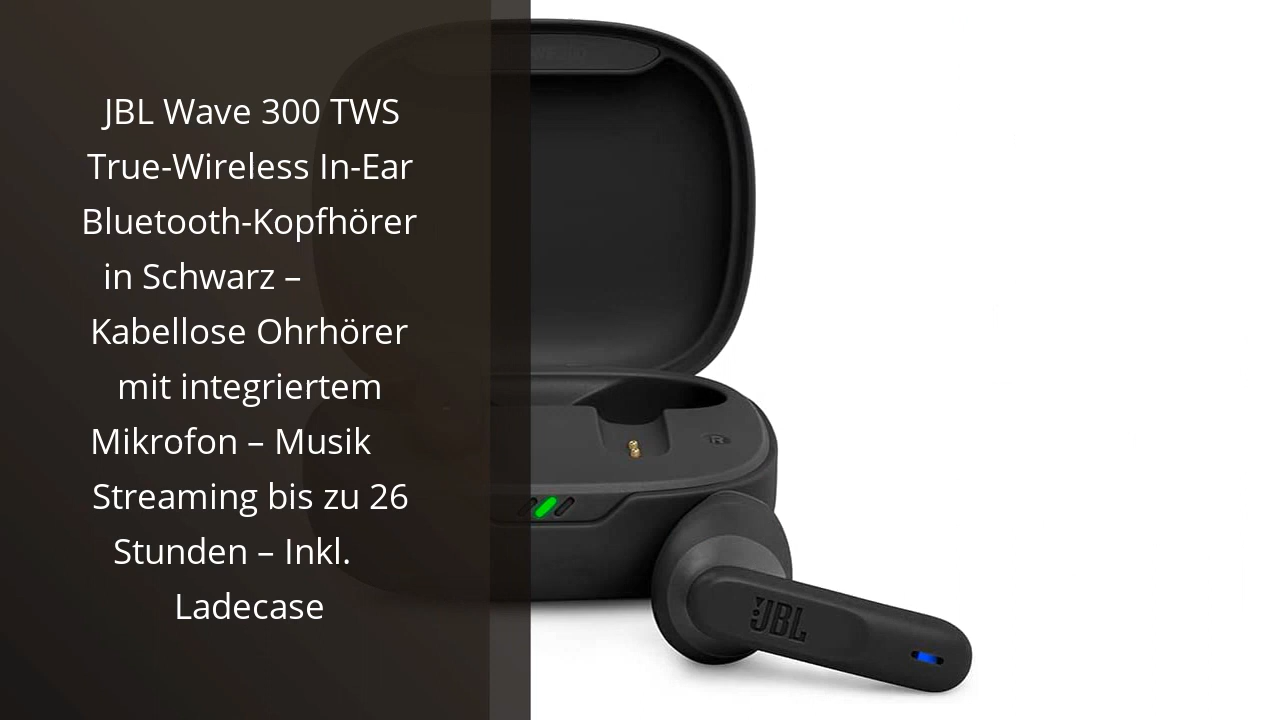 JBL Wave 300 TWS
True-Wireless In-Ear
Bluetooth-Kopfhörer
in Schwarz –
Kabellose Ohrhörer
mit integriertem
Mikrofon – Musik
Streaming bis zu 26
Stunden – Inkl.
Ladecase
R
JBL